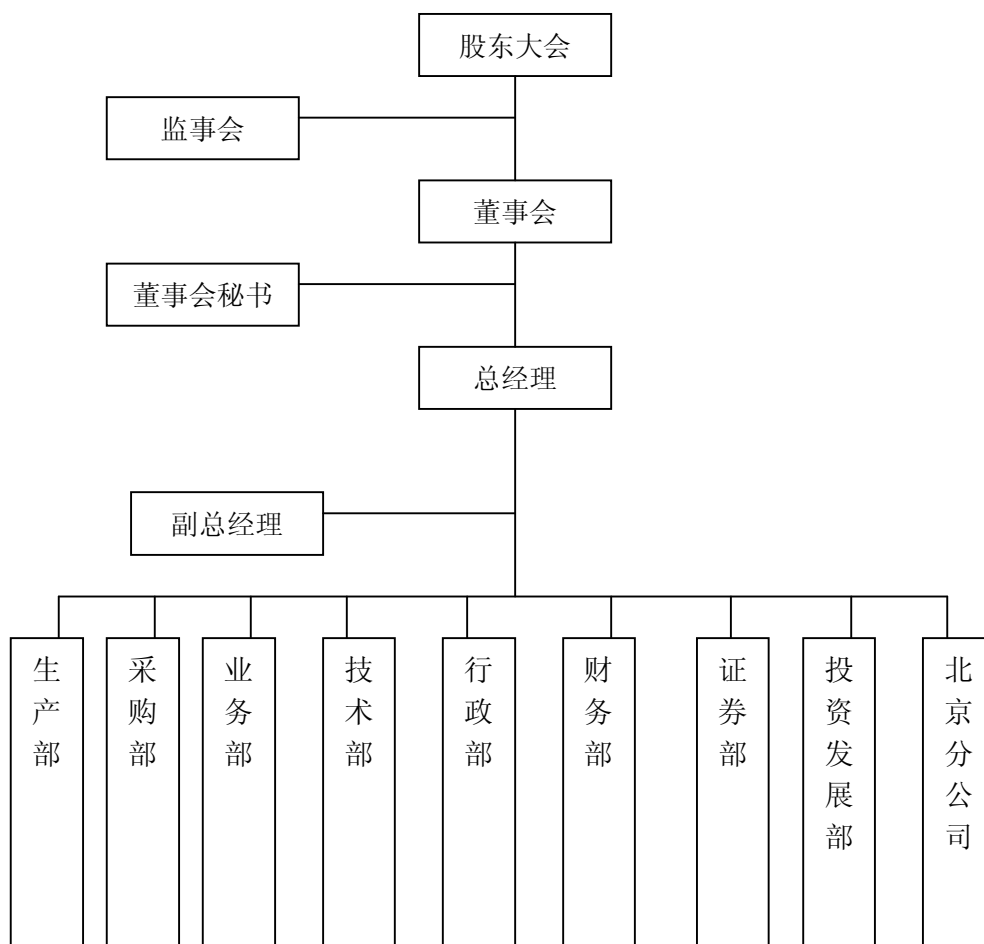 股东大会
监事会
董事会
董事会秘书
总经理
副总经理
生产部
采购部
业务部
技术部
行政部
财务部
证券部
投资发展部
北京分公司